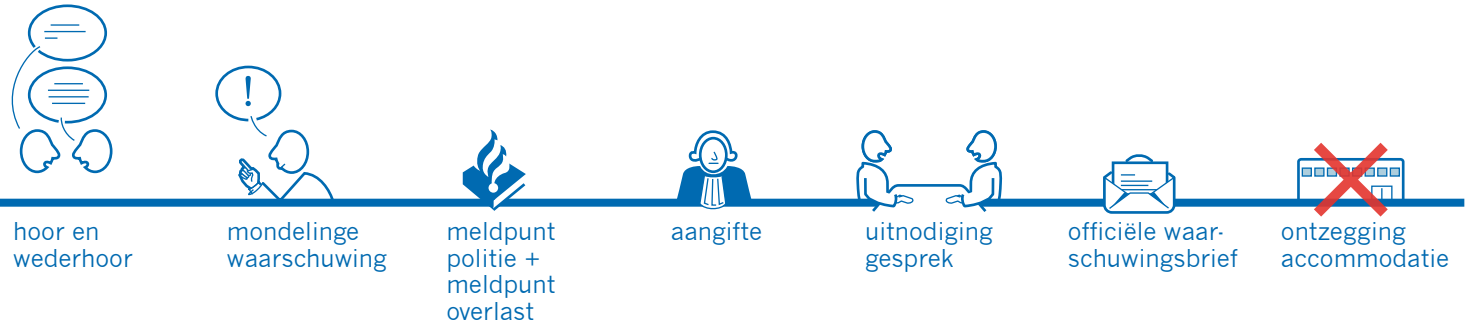 !
hoor en
wederhoor
mondelinge
waarschuwing
meldpunt
politie +
meldpunt
overlast
aangifte
uitnodiging
gesprek
officiële waar-
schuwingsbrief
ontzegging
accommodatie